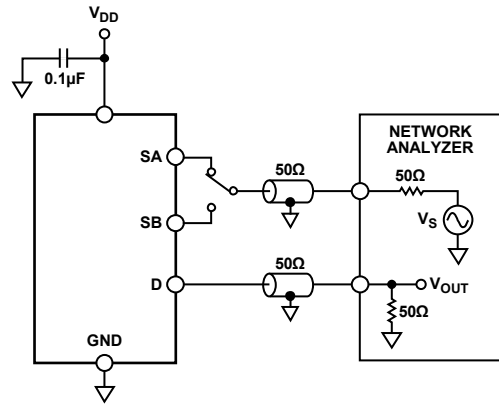 VDD
0.1µF
SA
SB
D
GND
50Ω
50Ω
NETWORK
ANALYZER
50Ω
VS
VOUT
50Ω